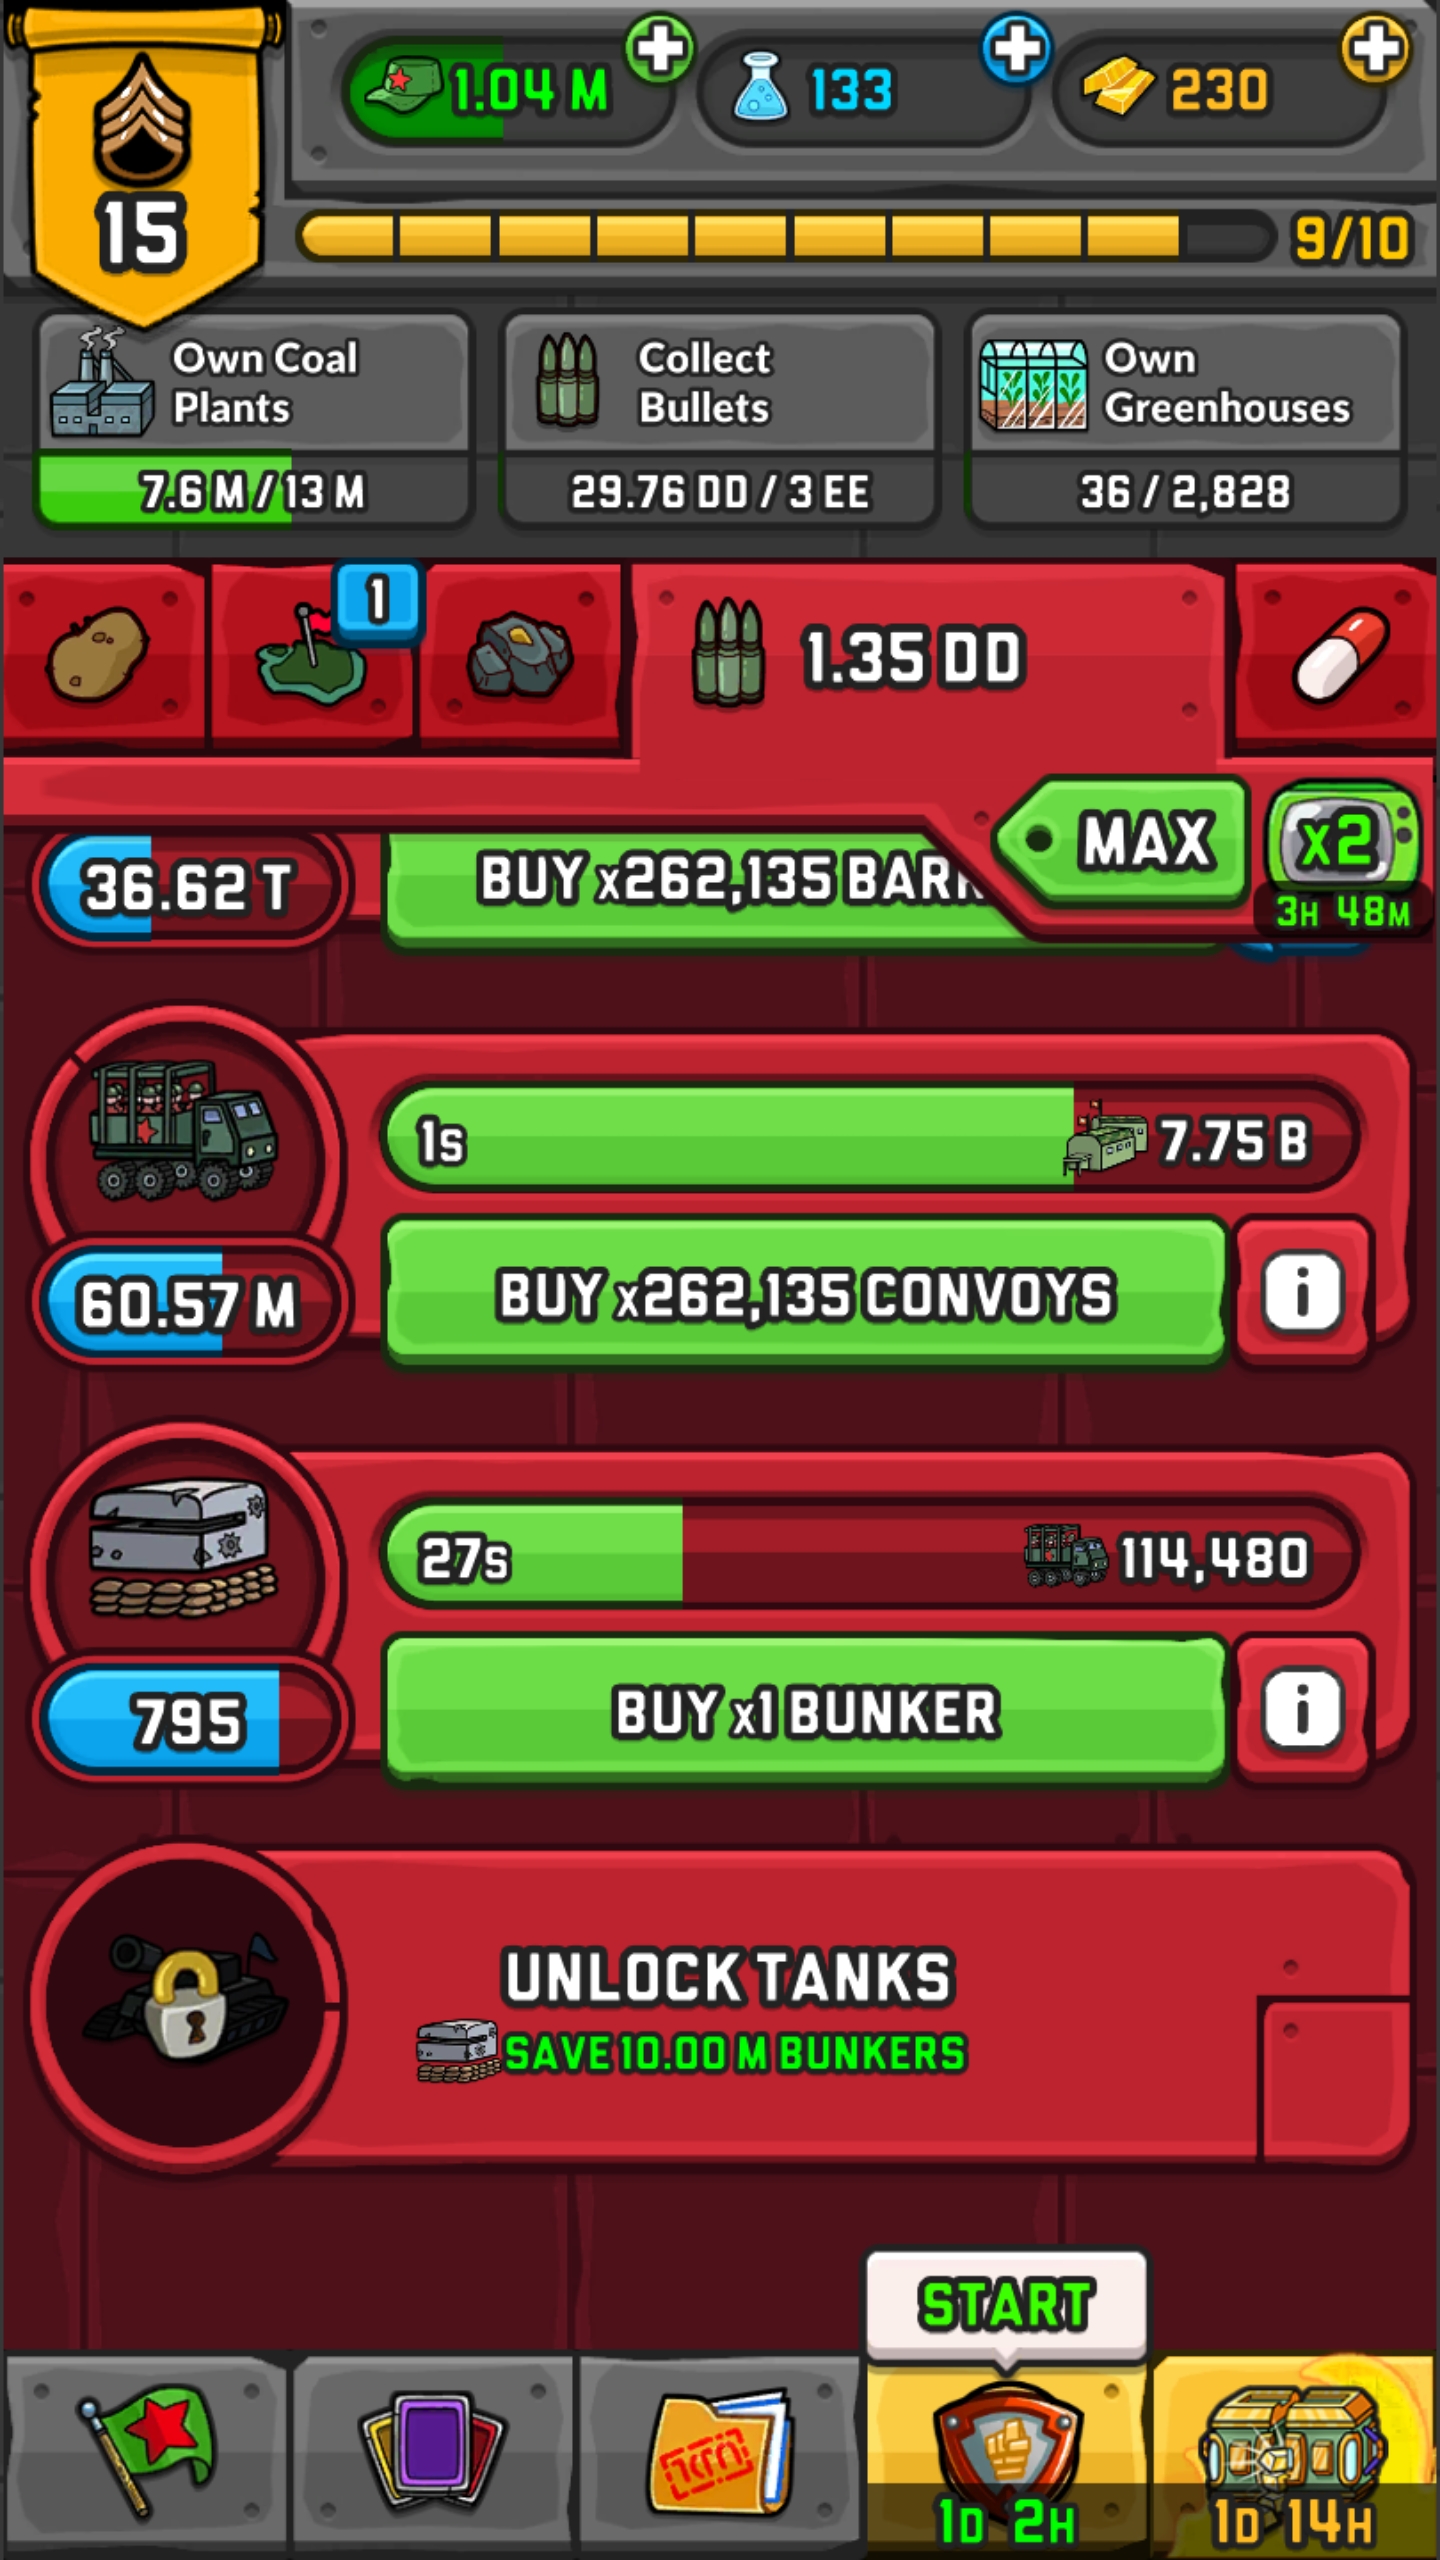 1.04 M
133
230
15
9/10
Own Coal
Plants
7.6 M / 13 M
Collect
Bullets
29.76 DD / 3 EE
Own
Greenhouses
36 / 2,828
1
1.35 DD
MAX
x2
3H 48M
36.62 T
BUY x262,135
1s
7.75 B
60.57 M
BUY x262,135 CONVOYS
i
27s
114,480
795
BUY x1 BUNKER
i
UNLOCK TANKS
SAVE 10.00 M BUNKERS
START
1D 2H
1D 14H